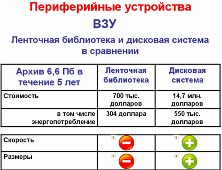 Периферийные устройства
ВЗУ
Ленточная библиотека и дисковая система
в сравнении
Архив 6,6 Пб в течение 5 лет
Ленточная библиотека
Дисковая система
Стоимость
700 тыс. долларов
14,7 млн. долларов
в том числе энергопотребление
304 доллара
550 тыс. долларов
Скорость
Размеры